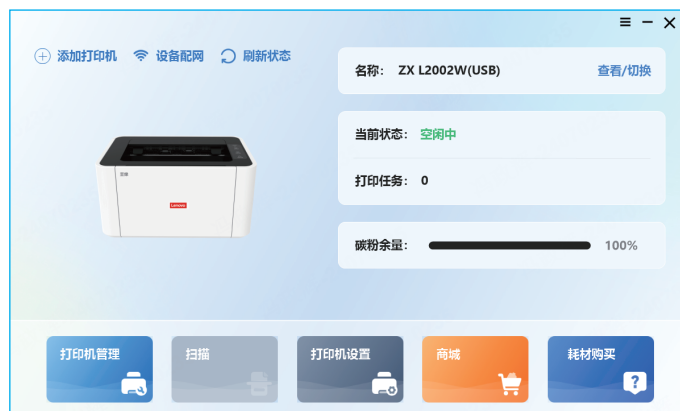 添加打印机 设备配网 刷新状态
名称： ZX L2002W(USB) 查看/切换
当前状态： 空闲中
打印任务： 0
Lenovo
碳粉余量： 100%
打印机管理 扫描 打印机设置 商城 耗材购买